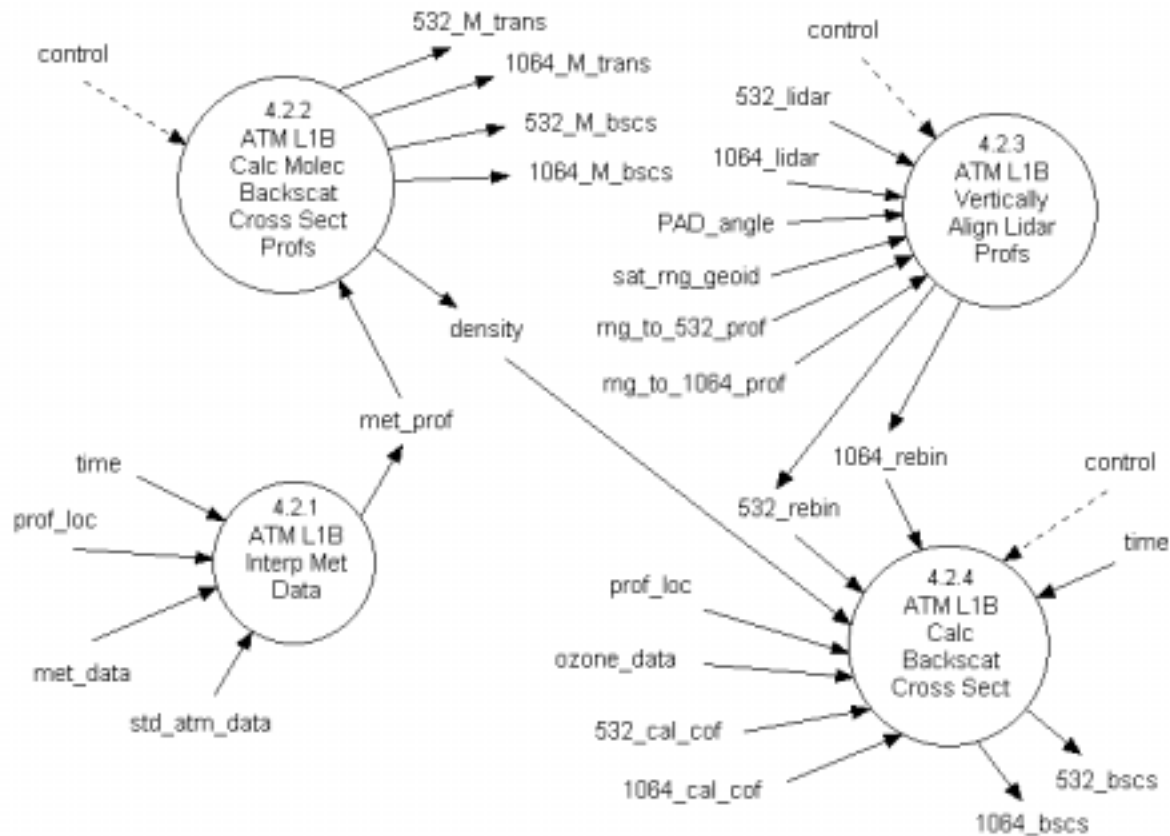 532_M_trans
control
1064_M_trans
532_M_bscs
1064_M_bscs
4.2.2
ATM L1B
Calc Molec
Backscat
Cross Sect
Profs
density
met_prof
time
prof_loc
met_data
std_atm_data
4.2.1
ATM L1B
Interp Met
Data
control
532_lidar
1064_lidar
PAD_angle
sat_rng_geoid
rng_to_532_prof
rng_to_1064_prof
4.2.3
ATM L1B
Vertically
Align Lidar
Profs
1064_rebin
532_rebin
control
time
prof_loc
ozone_data
532_cal_cof
1064_cal_cof
4.2.4
ATM L1B
Calc
Backscat
Cross Sect
532_bscs
1064_bscs